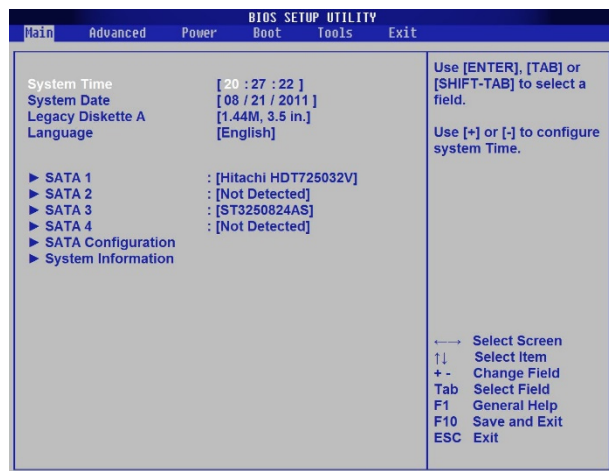 BIOS SETUP UTILITY
Main Advanced Power Boot Tools Exit
System Time [ 20 : 27 : 22 ]
System Date [ 08 / 21 / 2011 ]
Legacy Diskette A [1.44M, 3.5 in.]
Language [English]
► SATA 1 : [Hitachi HDT725032V]
► SATA 2 : [Not Detected]
► SATA 3 : [ST3250824AS]
► SATA 4 : [Not Detected]
► SATA Configuration
► System Information
Use [ENTER], [TAB] or
[SHIFT-TAB] to select a
field.
Use [+] or [-] to configure
system Time.
←→ Select Screen
↑↓ Select Item
+ - Change Field
Tab Select Field
F1 General Help
F10 Save and Exit
ESC Exit